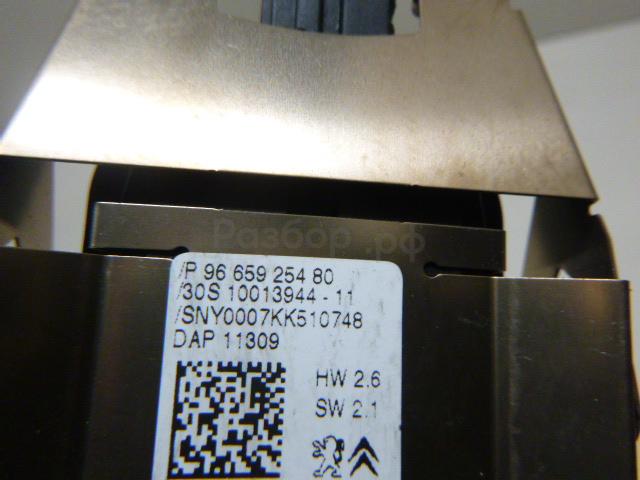 Разбор.рф
/P 96 659 254 80
/30S 10013944 - 11
/SNY0007KK510748
DAP 11309
HW 2.6
SW 2.1